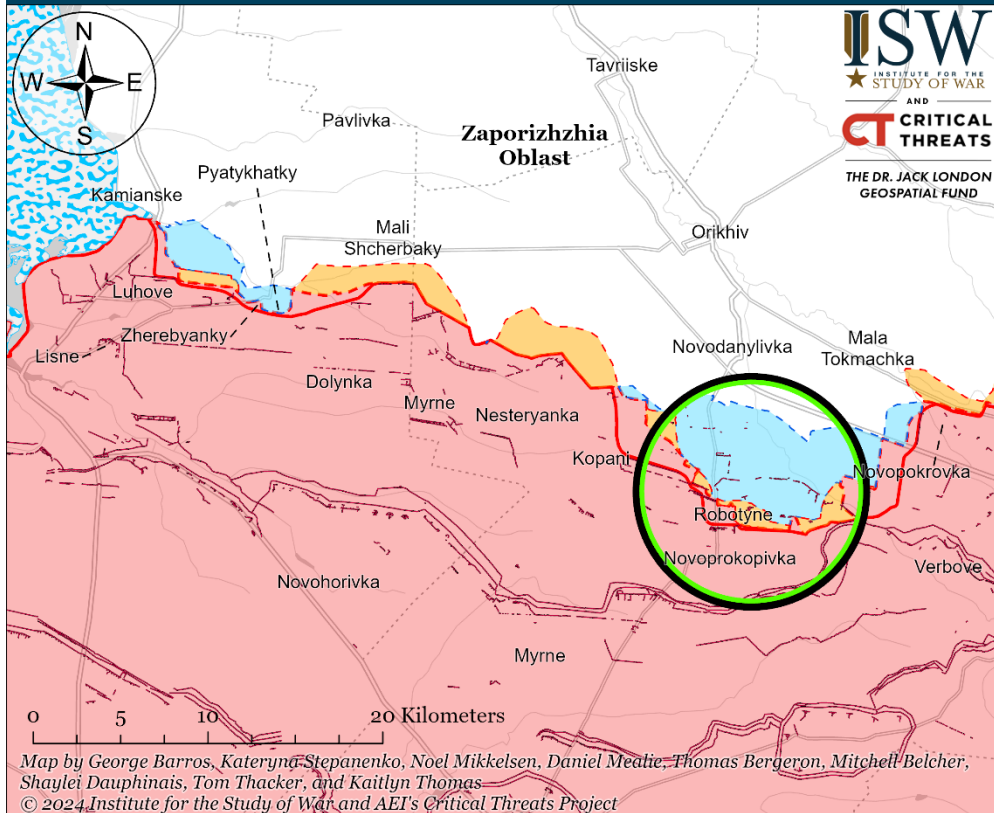 N
W
E
S
ISW
INSTITUTE FOR THE
STUDY OF WAR
AND
CT CRITICAL
THREATS
THE DR. JACK LONDON
GEOSPATIAL FUND
Tavriiske
Pavlivka
Zaporizhzhia
Oblast
Pyatykhatky
Kamianske
Mali
Shcherbaky
Orikhiv
Luhove
Zherebyanky
Lisne
Novodanylivka
Mala
Tokmachka
Dolynka
Myrne
Nesteryanka
Kopani
Novopokrovka
Robotyne
Novoprokopivka
Verbove
Novohorivka
Myrne
0 5 10 20 Kilometers
Map by George Barros, Kateryna Stepanenko, Noel Mikkelsen, Daniel Mealie, Thomas Bergeron, Mitchell Belcher,
Shaylei Dauphinais, Tom Thacker, and Kaitlyn Thomas
© 2024 Institute for the Study of War and AEI's Critical Threats Project